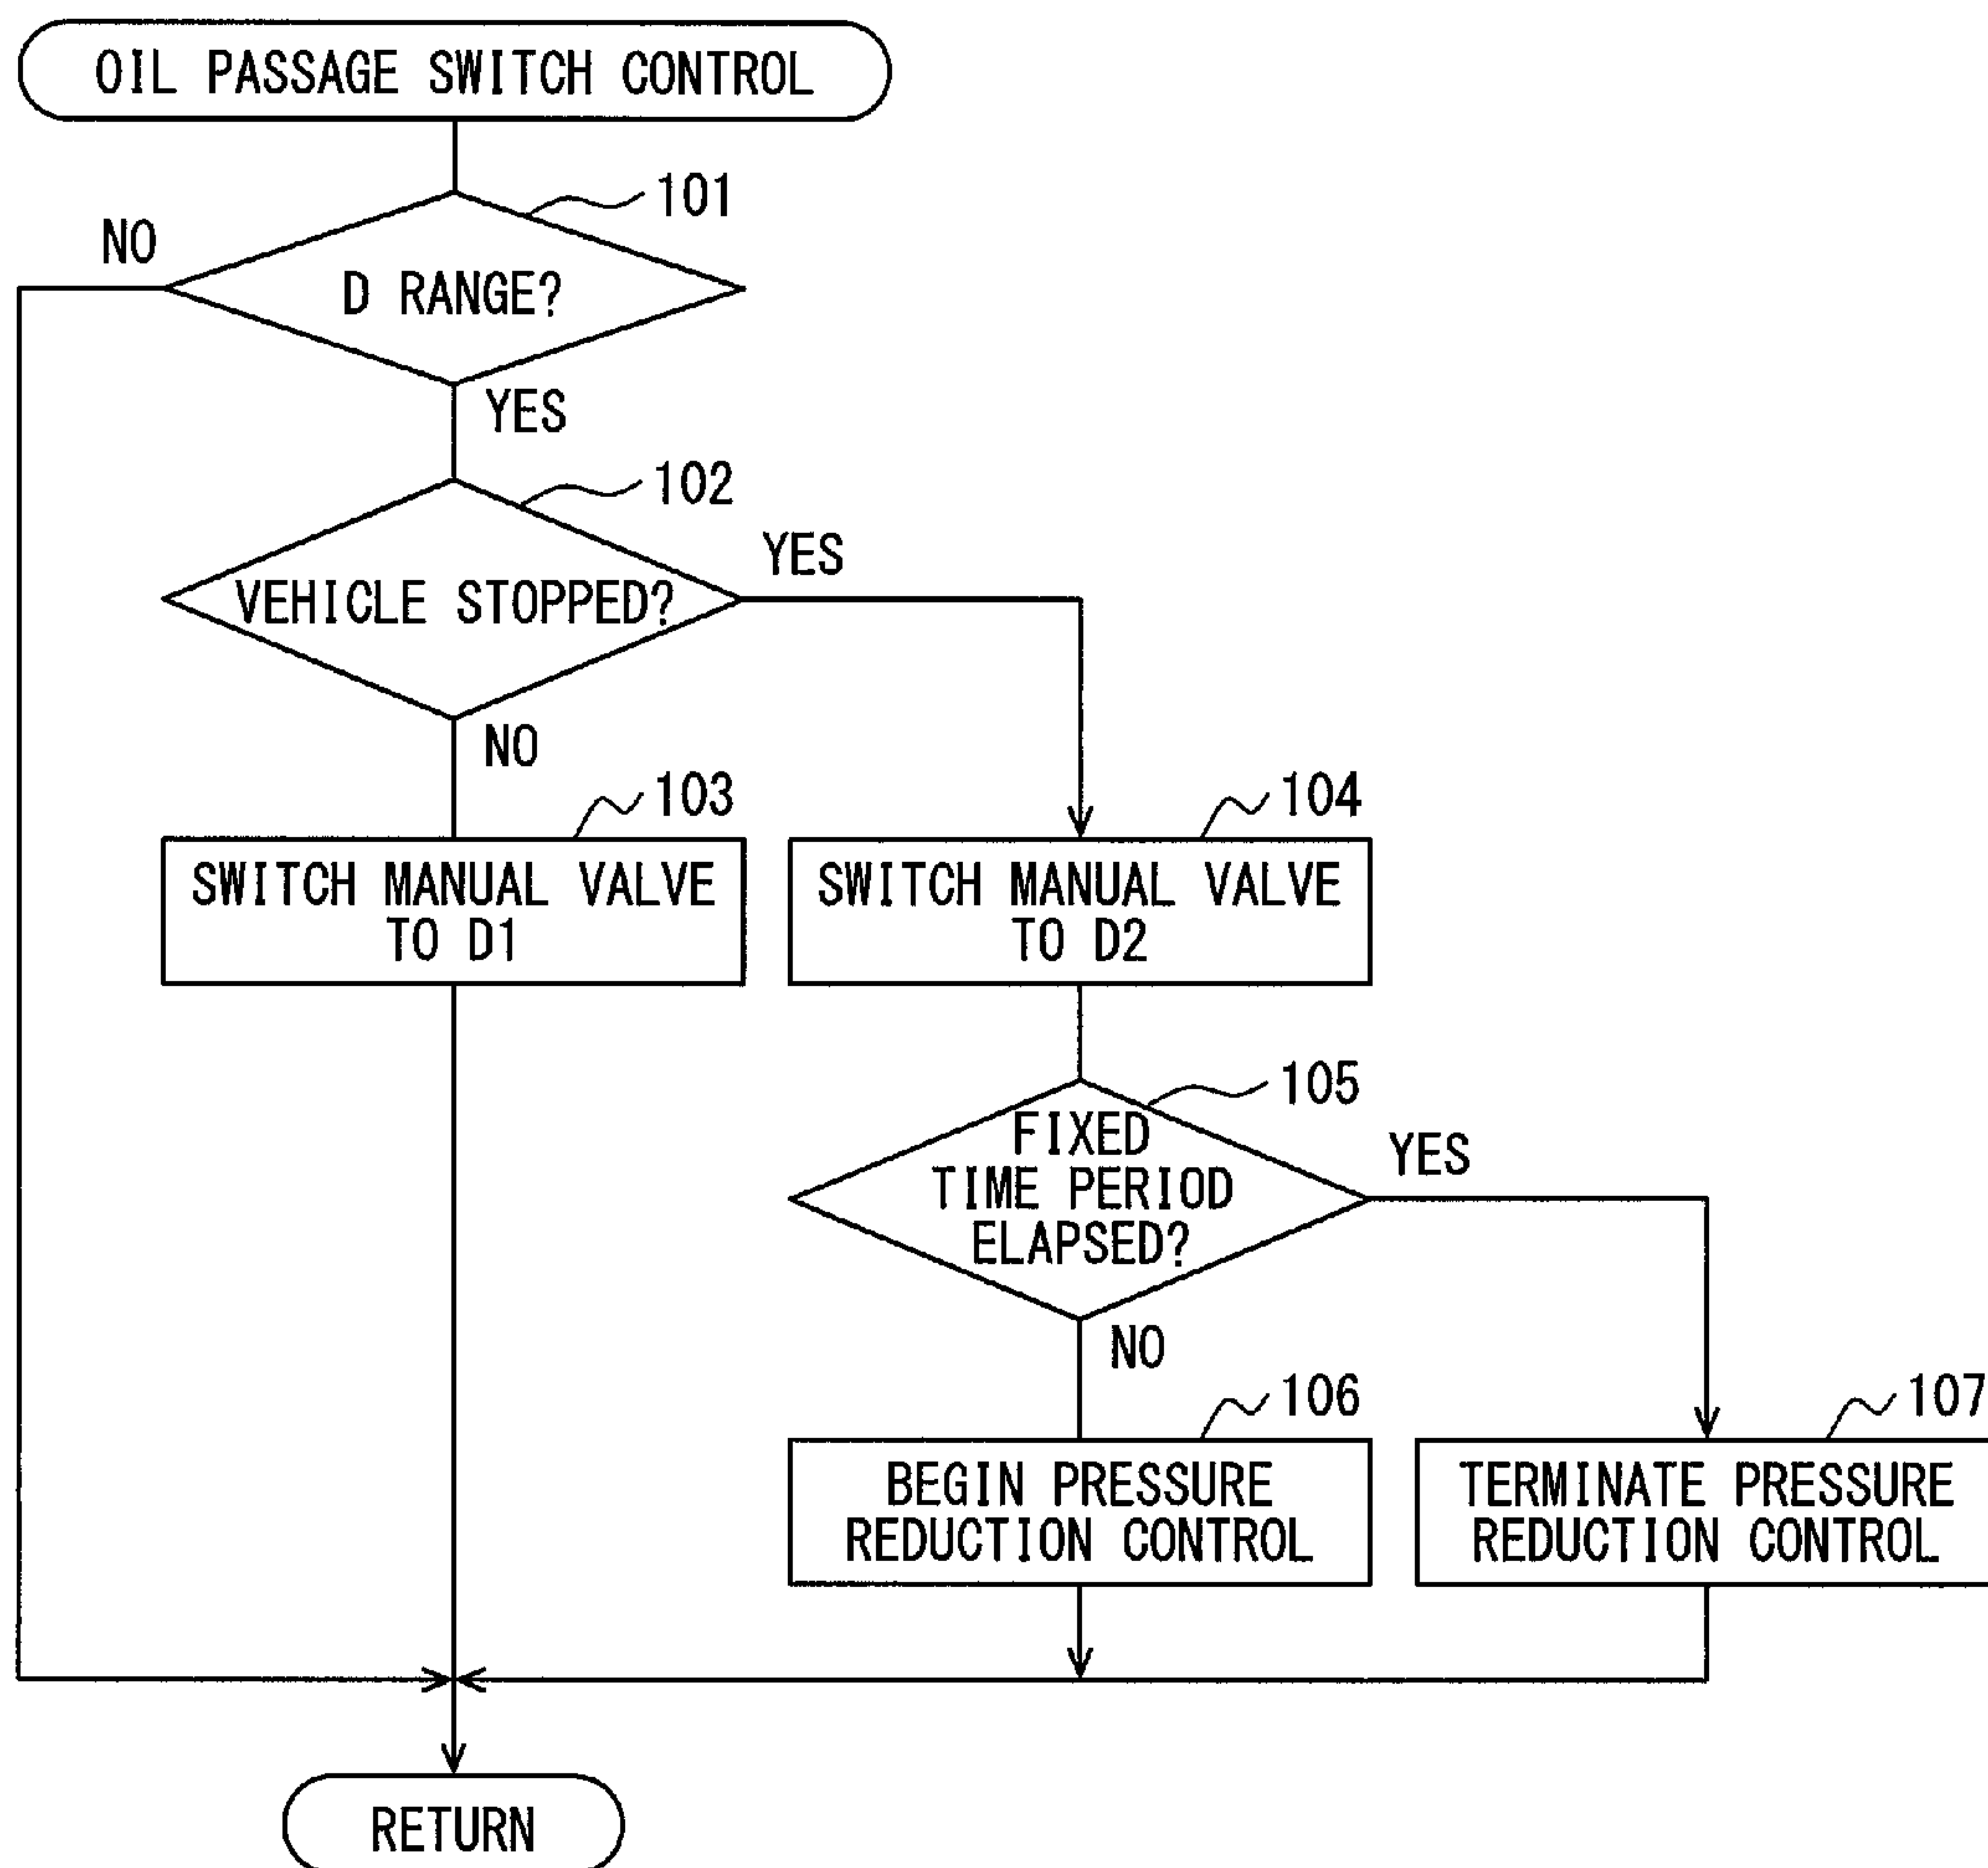 OIL PASSAGE SWITCH CONTROL
101
NO
D RANGE?
YES
102
YES
VEHICLE STOPPED?
NO
103
SWITCH MANUAL VALVE
TO D1
104
SWITCH MANUAL VALVE
TO D2
105
FIXED
TIME PERIOD
ELAPSED?
YES
NO
106
BEGIN PRESSURE
REDUCTION CONTROL
107
TERMINATE PRESSURE
REDUCTION CONTROL
RETURN